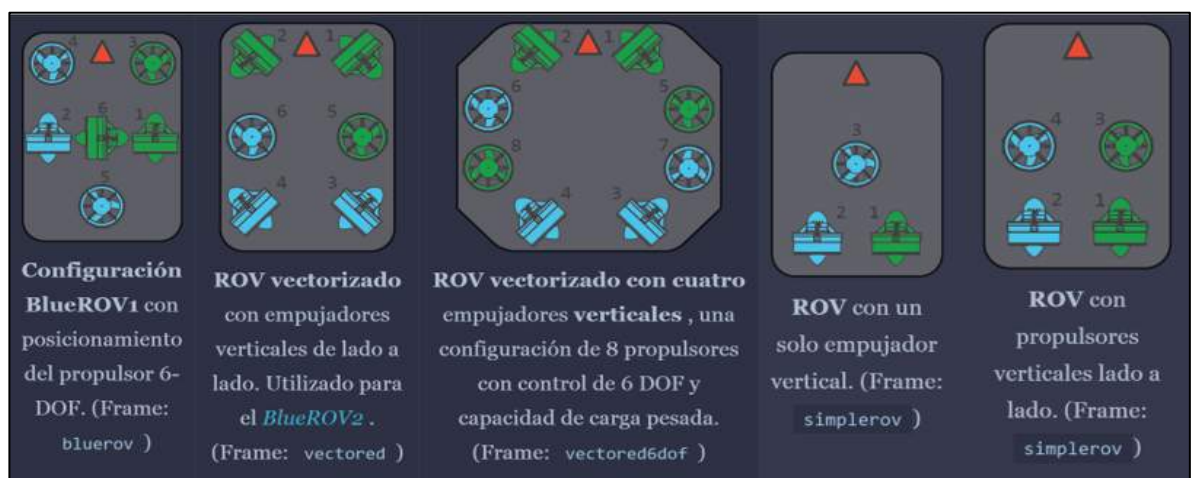 4 3
2 6 1
5
Configuración
BlueROV1 con
posicionamiento
del propulsor 6-
DOF. (Frame:
bluerov )
2 1
6 5
4 3
ROV vectorizado
con empujadores
verticales de lado a
lado. Utilizado para
el BlueROV2 .
(Frame: vectored )
2 1
6 5
8 7
4 3
ROV vectorizado con cuatro
empujadores verticales , una
configuración de 8 propulsores
con control de 6 DOF y
capacidad de carga pesada.
(Frame: vectored6dof )
3
2 1
ROV con un
solo empujador
vertical. (Frame:
simplerov )
4 3
2 1
ROV con
propulsores
verticales lado a
lado. (Frame:
simplerov )